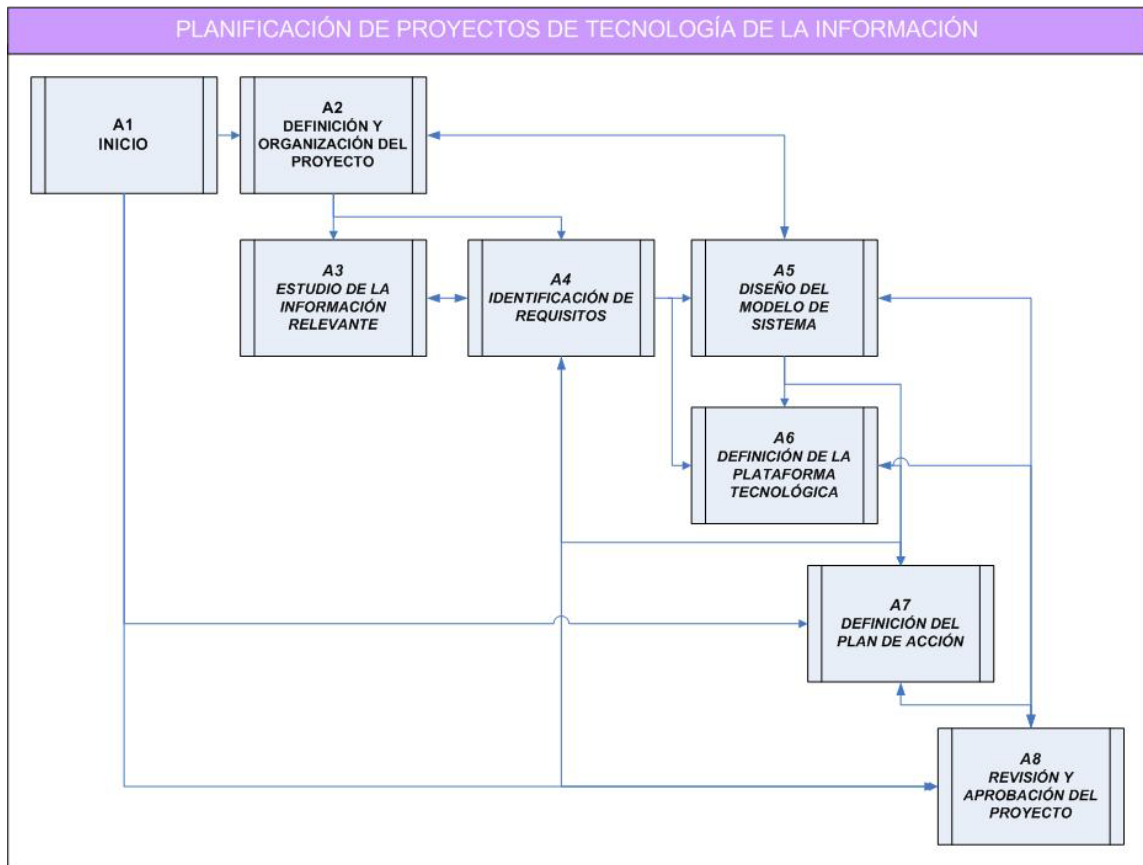 PLANIFICACIÓN DE PROYECTOS DE TECNOLOGÍA DE LA INFORMACIÓN
A1
INICIO
A2
DEFINICIÓN Y
ORGANIZACIÓN DEL
PROYECTO
A3
ESTUDIO DE LA
INFORMACIÓN
RELEVANTE
A4
IDENTIFICACIÓN DE
REQUISITOS
A5
DISEÑO DEL
MODELO DE
SISTEMA
A6
DEFINICIÓN DE LA
PLATAFORMA
TECNOLÓGICA
A7
DEFINICIÓN DEL
PLAN DE ACCIÓN
A8
REVISIÓN Y
APROBACIÓN DEL
PROYECTO